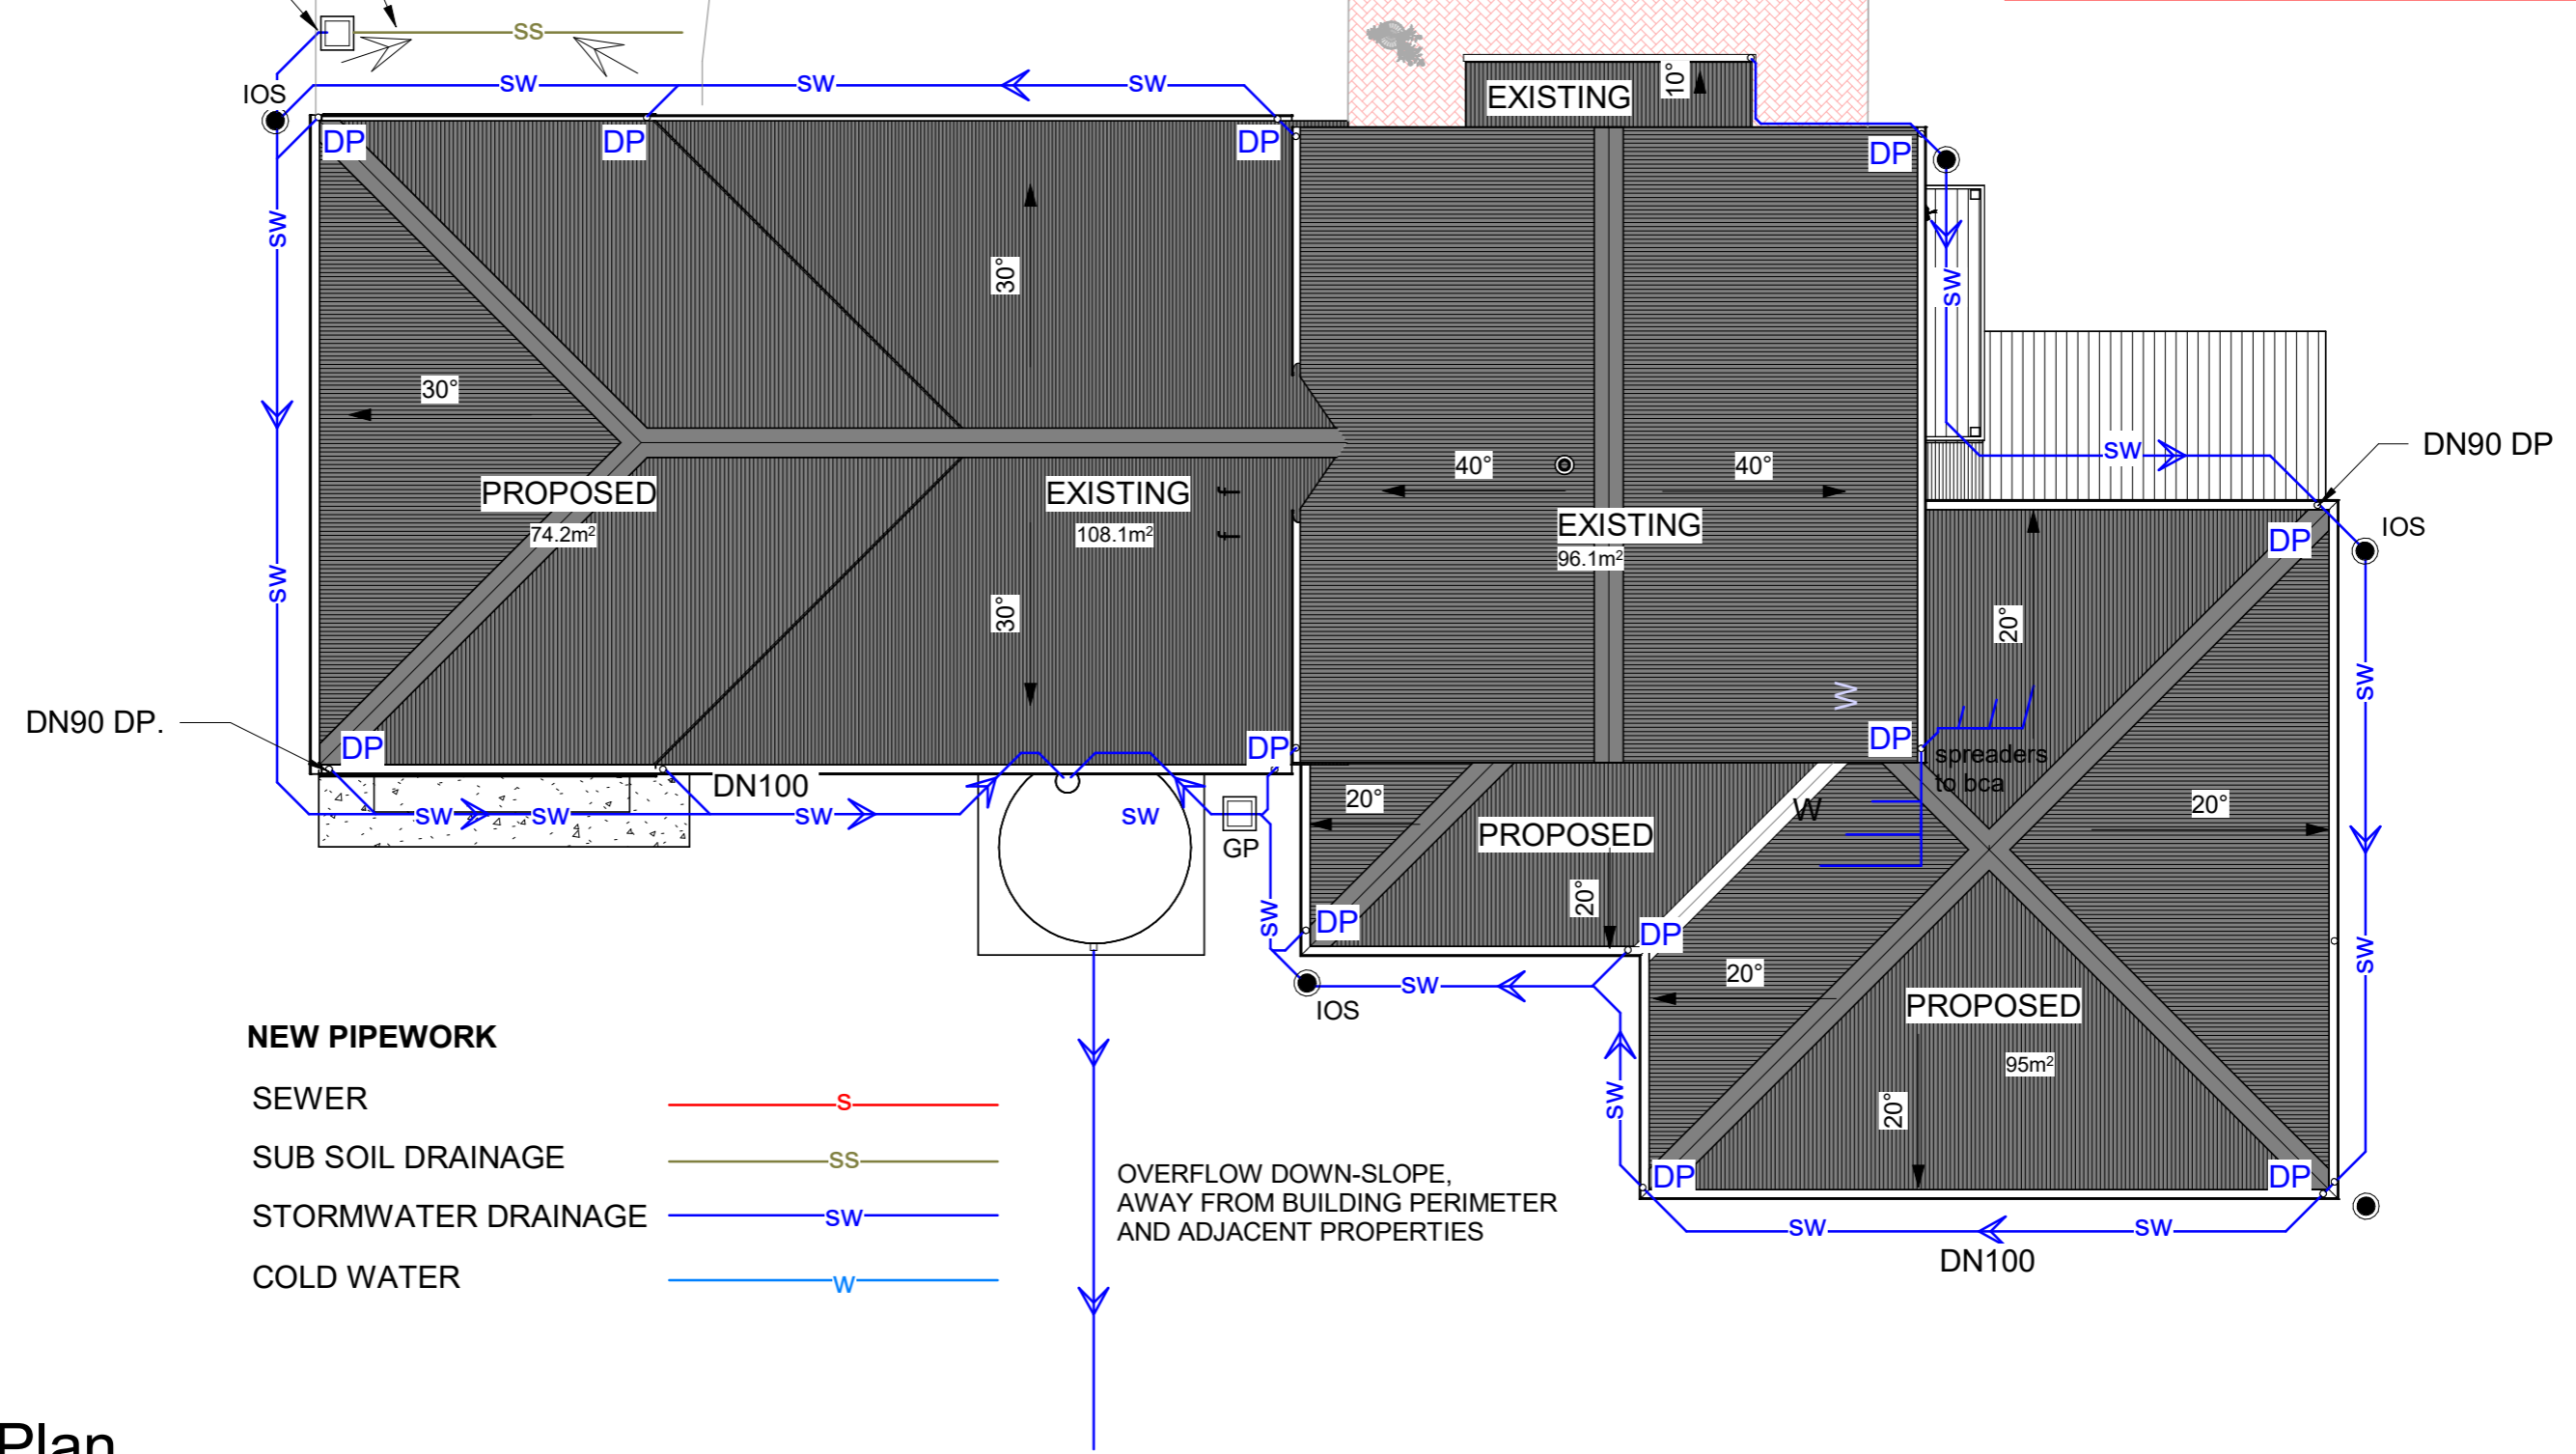 SS
SW
SW
SW
IOS
EXISTING
10°
DP
DP
DP
DP
SW
30°
SW
30°
40°
40°
SW
DN90 DP
PROPOSED
74.2m²
EXISTING
108.1m²
f f
EXISTING
96.1m²
DP
IOS
SW
30°
20°
SW
W
DN90 DP.
DP
DP
DP
spreaders
to bca
DN100
SW
SW
SW
SW
GP
20°
PROPOSED
W
20°
20°
DP
DP
SW
SW
20°
SW
IOS
PROPOSED
95m²
20°
SW
DP
DP
SW
SW
DN100
NEW PIPEWORK
SEWER
S
SUB SOIL DRAINAGE
SS
STORMWATER DRAINAGE
SW
COLD WATER
W
OVERFLOW DOWN-SLOPE,
AWAY FROM BUILDING PERIMETER
AND ADJACENT PROPERTIES
Plan